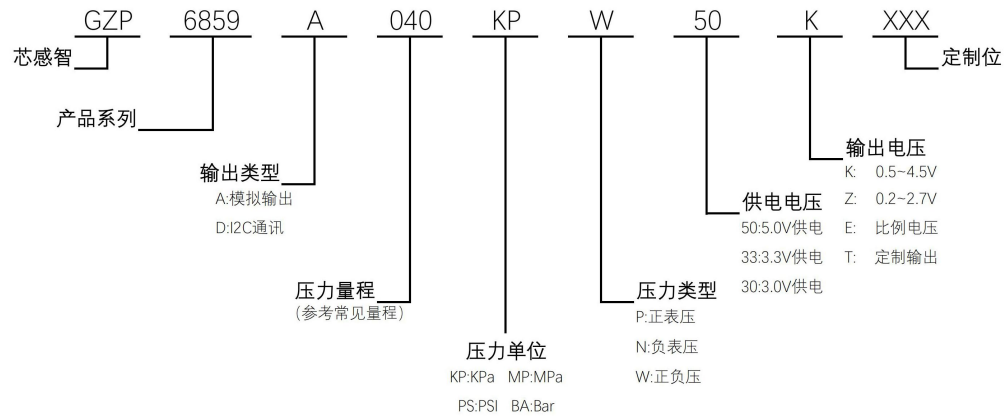 GZP 6859 A 040 KP W 50 K XXX
芯感智
定制位
产品系列
输出类型
A:模拟输出
D:I2C通讯
压力量程
(参考常见量程)
压力单位
KP:KPa MP:MPa
PS:PSI BA:Bar
压力类型
P:正表压
N:负表压
W:正负压
供电电压
50:5.0V供电
33:3.3V供电
30:3.0V供电
输出电压
K: 0.5~4.5V
Z: 0.2~2.7V
E: 比例电压
T: 定制输出